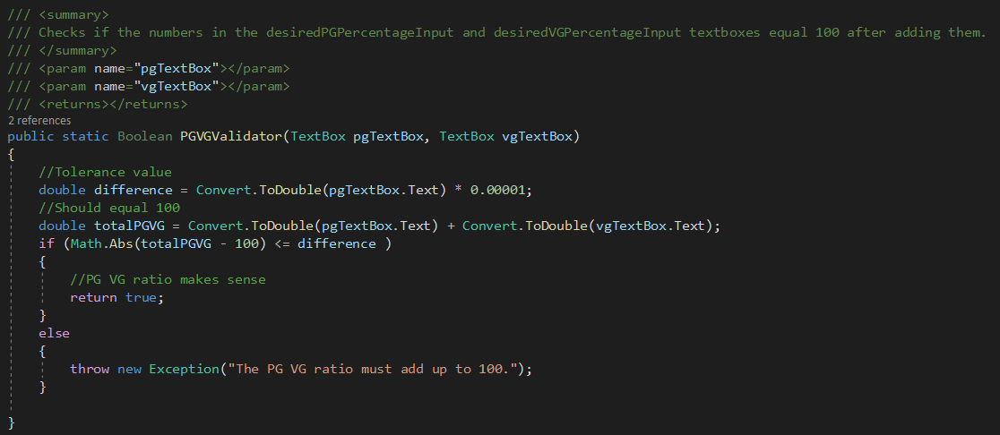 /// <summary>
/// Checks if the numbers in the desiredPGPercentageInput and desiredVGPercentageInput textboxes equal 100 after adding them.
/// </summary>
/// <param name="pgTextBox"></param>
/// <param name="vgTextBox"></param>
/// <returns></returns>
2 references
public static Boolean PGVGValidator(TextBox pgTextBox, TextBox vgTextBox)
{
    //Tolerance value
    double difference = Convert.ToDouble(pgTextBox.Text) * 0.00001;
    //Should equal 100
    double totalPGVG = Convert.ToDouble(pgTextBox.Text) + Convert.ToDouble(vgTextBox.Text);
    if (Math.Abs(totalPGVG - 100) <= difference )
    {
        //PG VG ratio makes sense
        return true;
    }
    else
    {
        throw new Exception("The PG VG ratio must add up to 100.");
    }

}